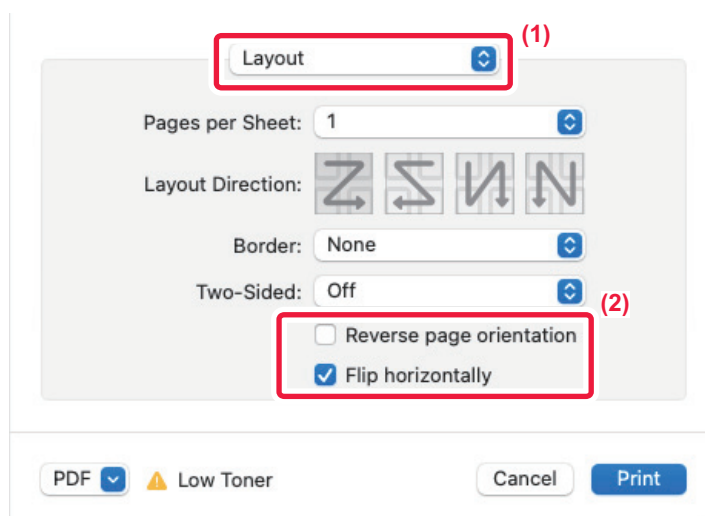 (1)
Layout
Pages per Sheet: 1
Layout Direction:
Border: None
Two-Sided: Off
(2)
Reverse page orientation
Flip horizontally
PDF Low Toner Cancel Print